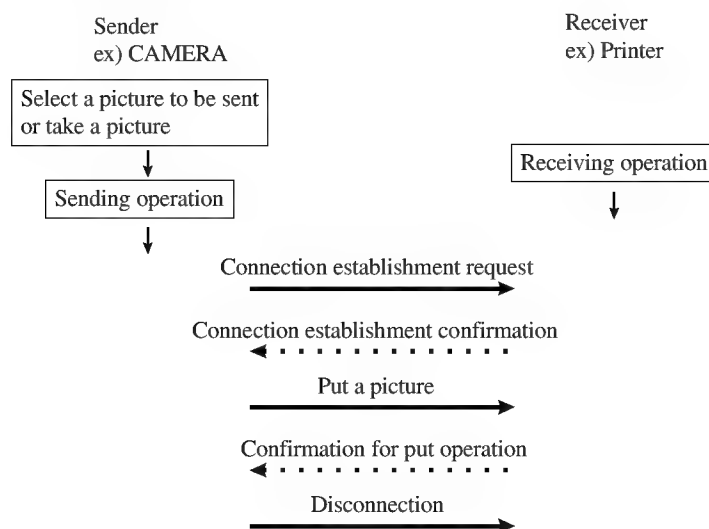 Sender
ex) CAMERA
Receiver
ex) Printer
Select a picture to be sent
or take a picture
Receiving operation
Sending operation
Connection establishment request
Connection establishment confirmation
Put a picture
Confirmation for put operation
Disconnection